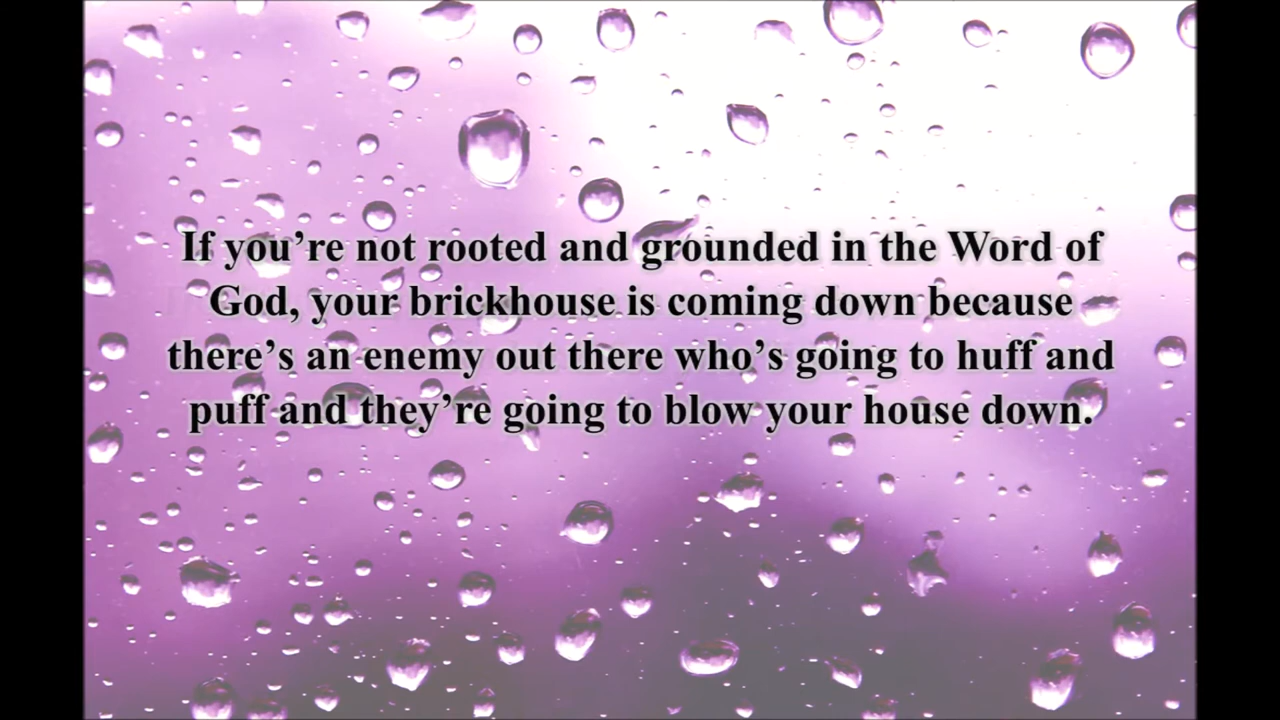 If you’re not rooted and grounded in the Word of
God, your brickhouse is coming down because
there’s an enemy out there who’s going to huff and
puff and they’re going to blow your house down.